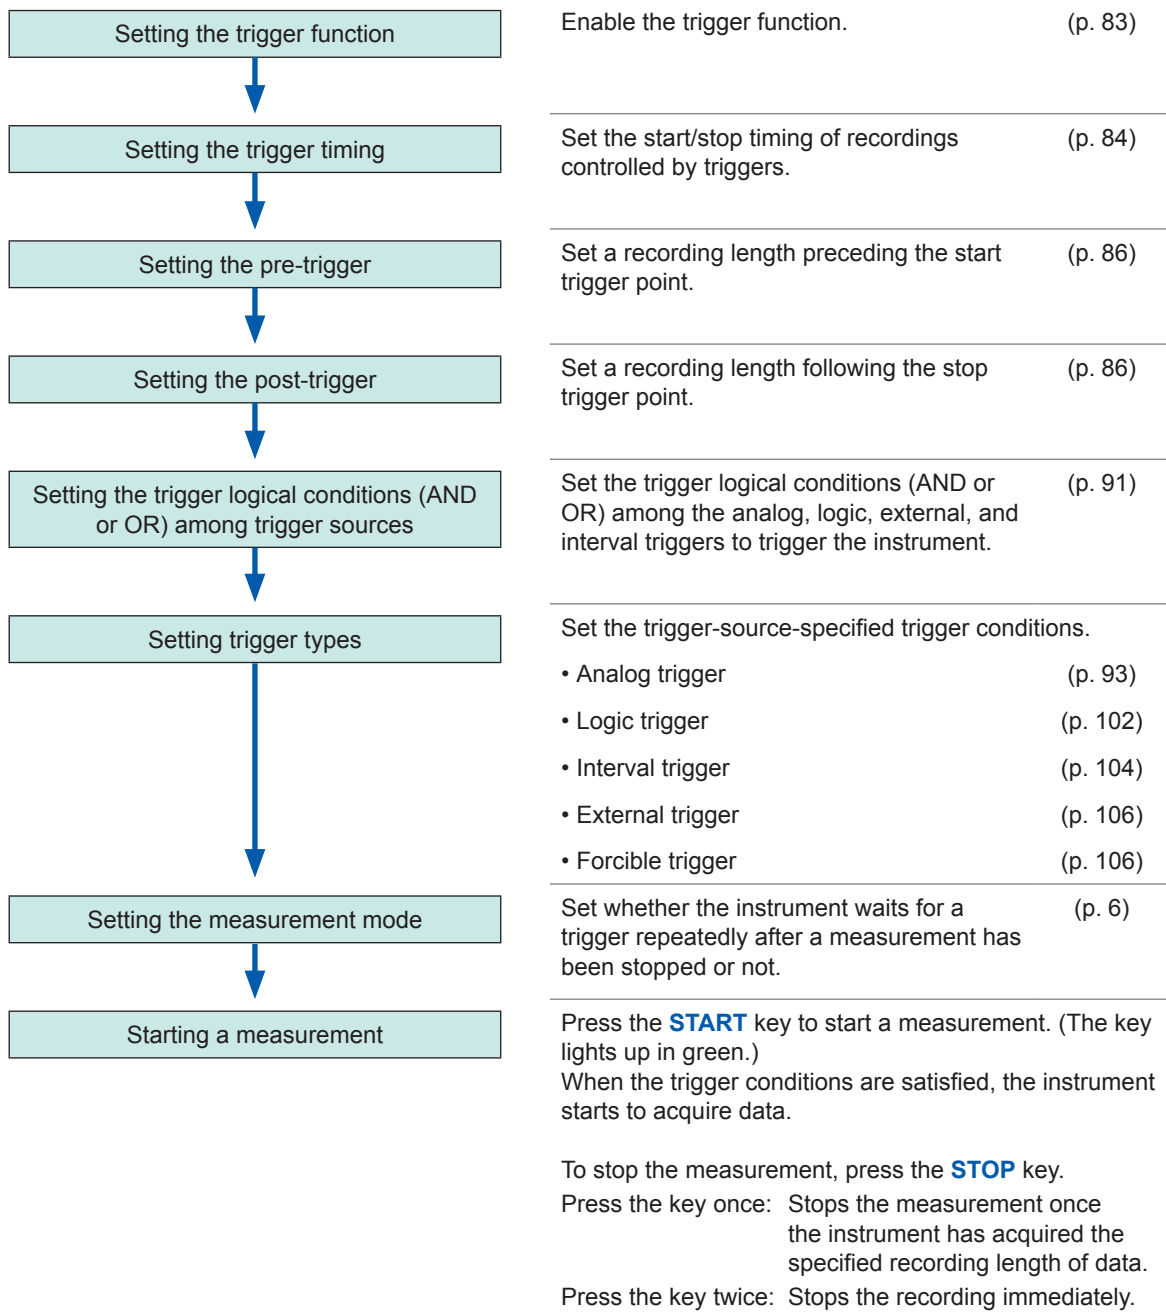 Setting the trigger function
Enable the trigger function. (p. 83)
Setting the trigger timing
Set the start/stop timing of recordings (p. 84)
controlled by triggers.
Setting the pre-trigger
Set a recording length preceding the start (p. 86)
trigger point.
Setting the post-trigger
Set a recording length following the stop (p. 86)
trigger point.
Setting the trigger logical conditions (AND
or OR) among trigger sources
Set the trigger logical conditions (AND or (p. 91)
OR) among the analog, logic, external, and
interval triggers to trigger the instrument.
Setting trigger types
Set the trigger-source-specified trigger conditions.
• Analog trigger (p. 93)
• Logic trigger (p. 102)
• Interval trigger (p. 104)
• External trigger (p. 106)
• Forcible trigger (p. 106)
Setting the measurement mode
Set whether the instrument waits for a (p. 6)
trigger repeatedly after a measurement has
been stopped or not.
Starting a measurement
Press the START key to start a measurement. (The key
lights up in green.)
When the trigger conditions are satisfied, the instrument
starts to acquire data.
To stop the measurement, press the STOP key.
Press the key once: Stops the measurement once
the instrument has acquired the
specified recording length of data.
Press the key twice: Stops the recording immediately.